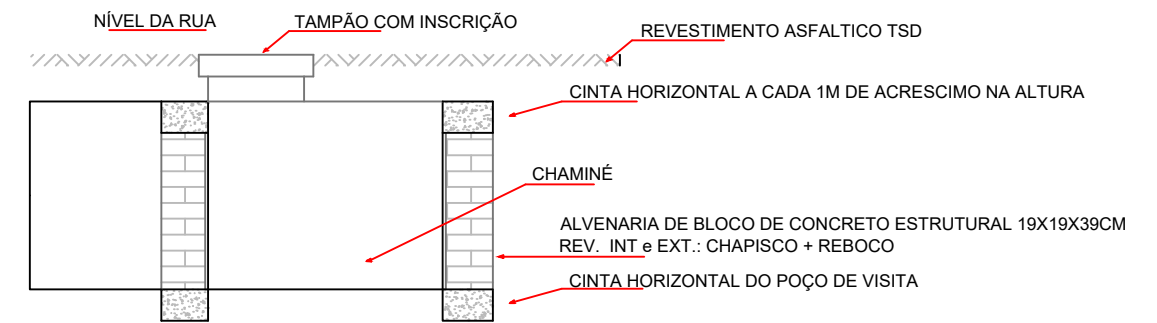 NÍVEL DA RUA
TAMPÃO COM INSCRIÇÃO
REVESTIMENTO ASFALTICO TSD
CINTA HORIZONTAL A CADA 1M DE ACRESCIMO NA ALTURA
CHAMINÉ
ALVENARIA DE BLOCO DE CONCRETO ESTRUTURAL 19X19X39CM
REV. INT e EXT.: CHAPISCO + REBOCO
CINTA HORIZONTAL DO POÇO DE VISITA